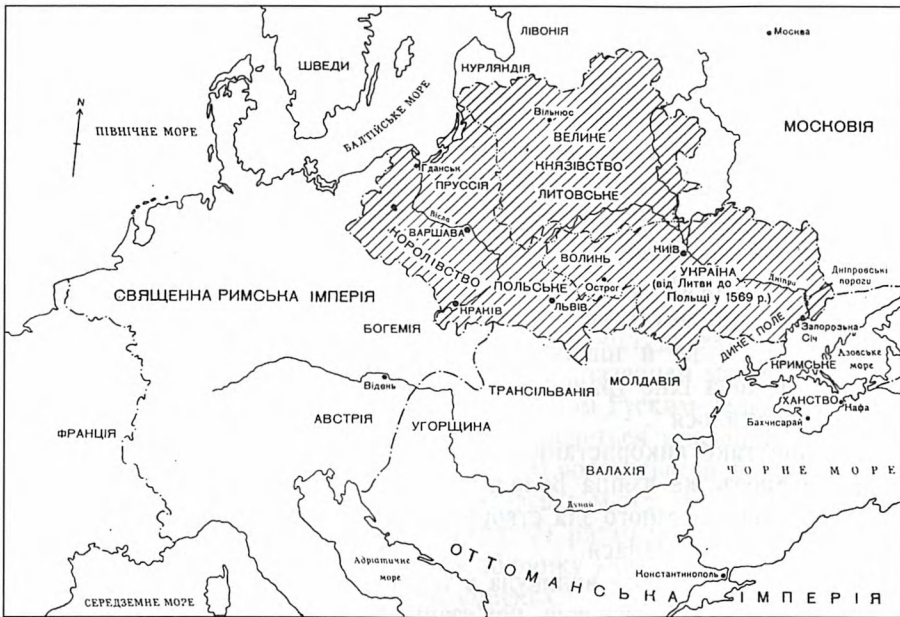 ЛІВОНІЯ
Москва
ШВЕДИ
КУРЛЯНДІЯ
N
ПІВНІЧНЕ МОРЕ
БАЛТІЙСЬКЕ МОРЕ
Вільнюс
ВЕЛИКЕ
КНЯЗІВСТВО
ЛИТОВСЬКЕ
МОСКОВІЯ
Гданськ
ПРУССІЯ
Вісла
ВАРШАВА
КОРОЛІВСТВО
ПОЛЬСЬКЕ
ВОЛИНЬ
Острог
КИЇВ
УКРАЇНА
(від Литви до
Польщі у 1569 р.)
Дніпр
Дніпровські
пороги
СВЯЩЕННА РИМСЬКА ІМПЕРІЯ
КРАКІВ
ЛЬВІВ
БОГЕМІЯ
ДИКЕ ПОЛЕ
Запорозька
Січ
Азовське
море
КРИМСЬКЕ
ХАНСТВО
Кафа
Бахчисарай
МОЛДАВІЯ
ТРАНСІЛЬВАНІЯ
Відень
АВСТРІЯ
УГОРЩИНА
ФРАНЦІЯ
ВАЛАХІЯ
ЧОРНЕ МОРЕ
Дунай
Адріатичне
море
ОТТОМАНСЬКА ІМПЕРІЯ
Константинополь
СЕРЕДЗЕМНЕ МОРЕ